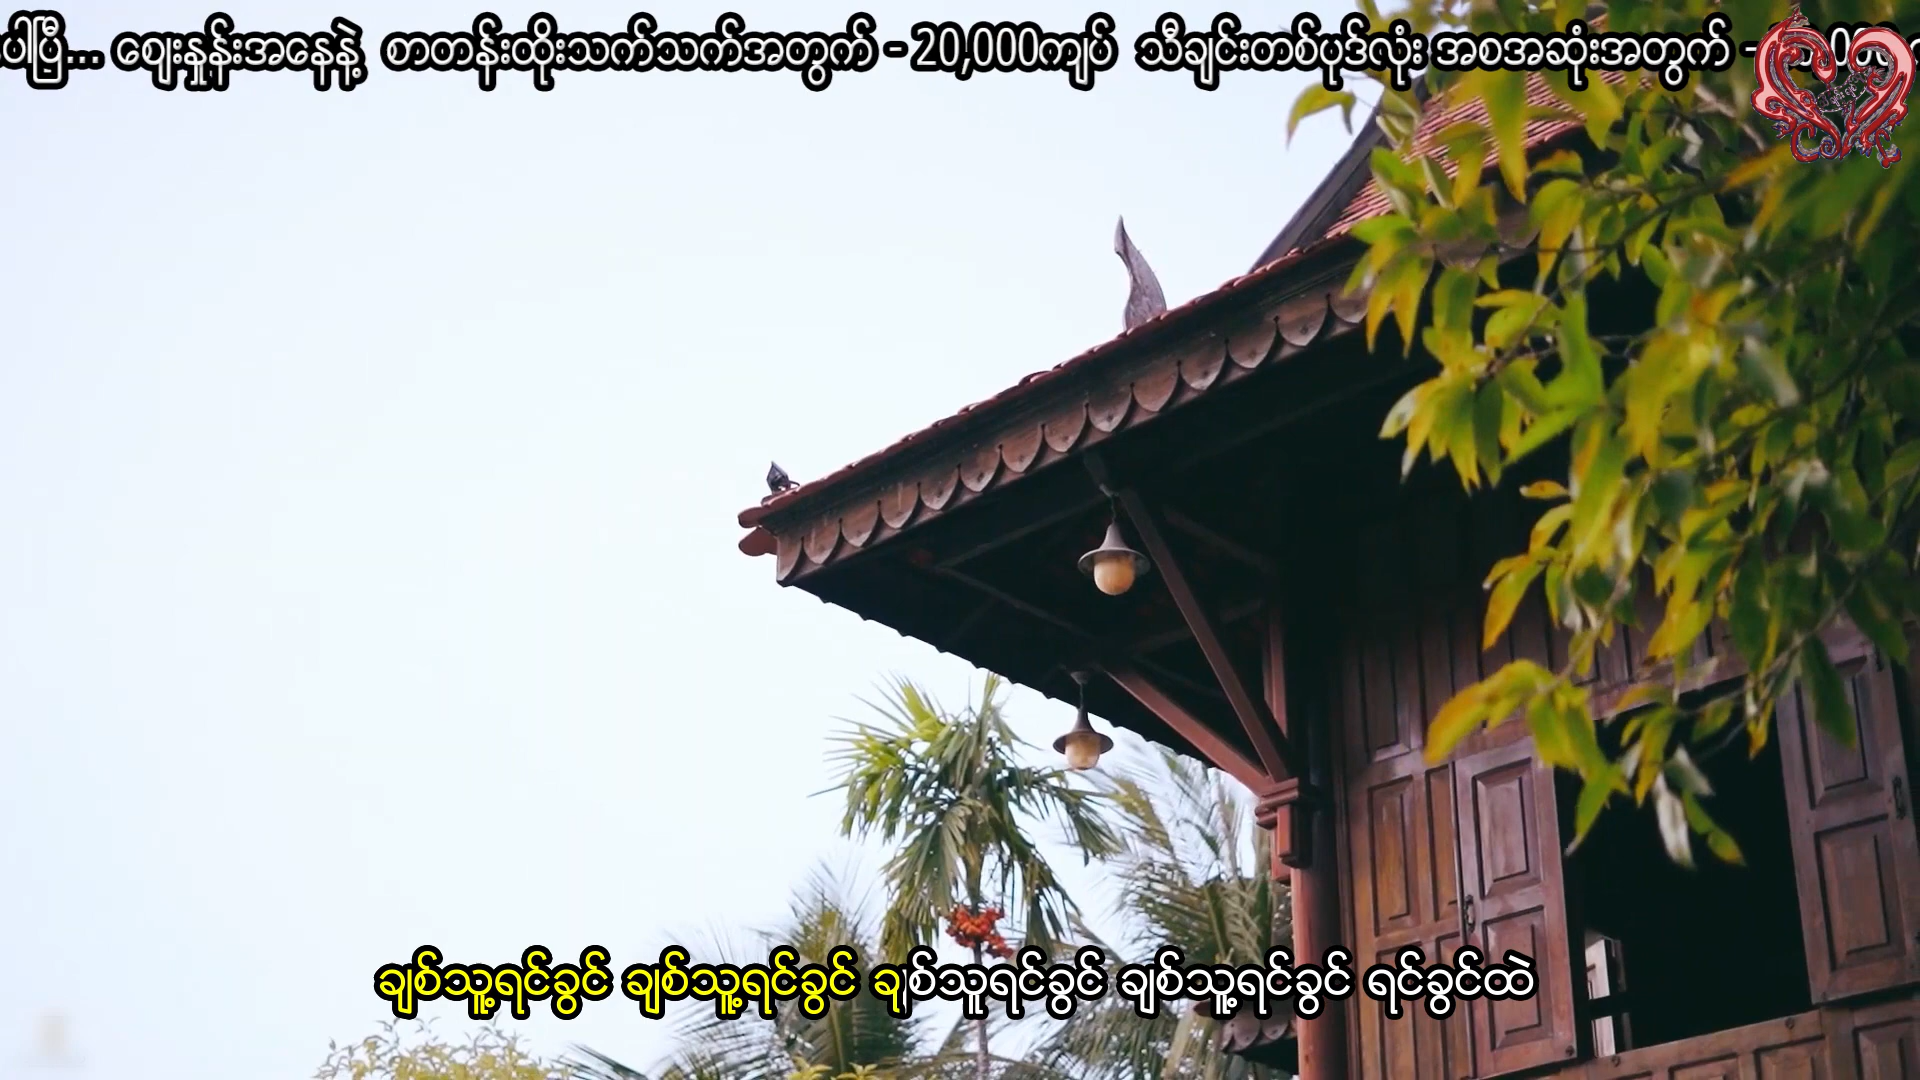 ပါပြီ... ဈေးနှုန်းအနေနဲ့ စာတန်းထိုးသက်သက်အတွက် - 20,000ကျပ် သီချင်းတစ်ပုဒ်လုံး အစအဆုံးအတွက် -
ချစ်သူ့ရင်ခွင် ချစ်သူ့ရင်ခွင် ချစ်သူရင်ခွင် ချစ်သူ့ရင်ခွင် ရင်ခွင်ထဲ